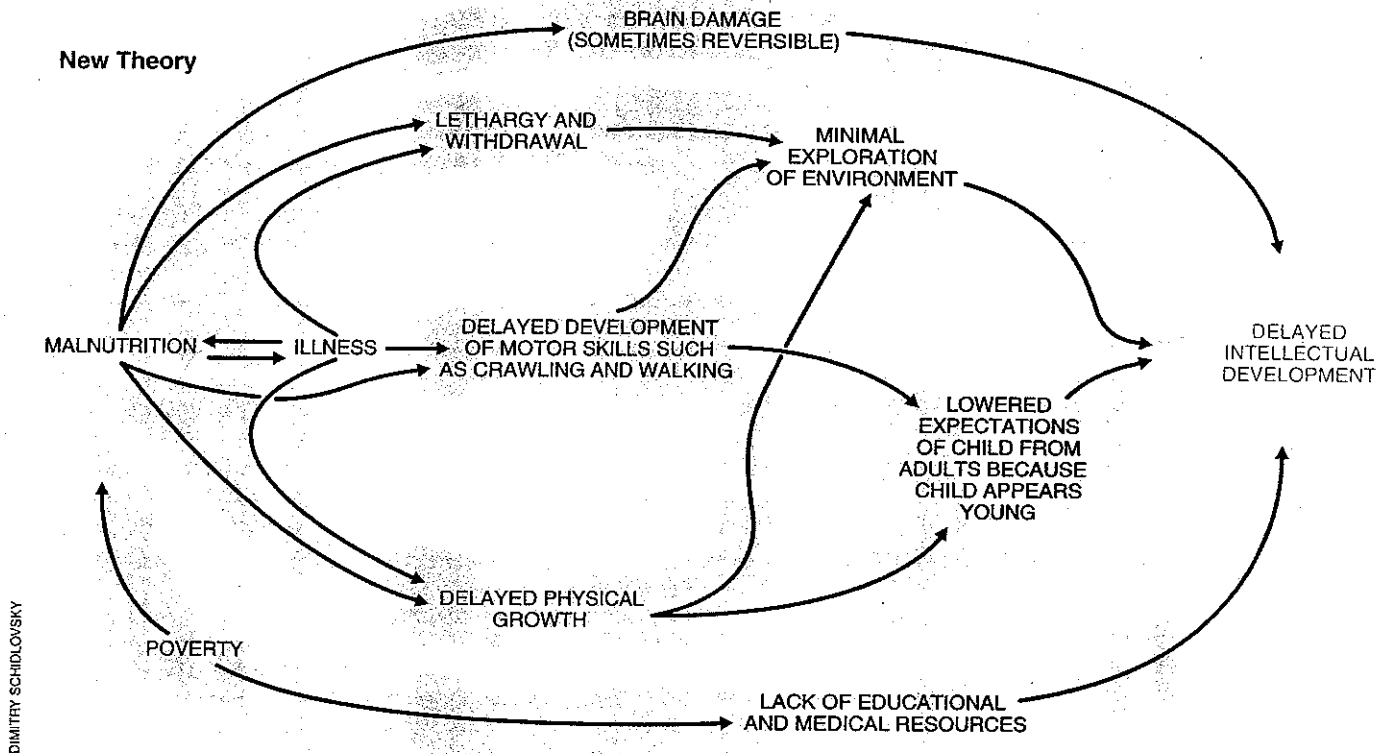 BRAIN DAMAGE
(SOMETIMES REVERSIBLE)
New Theory
LETHARGY AND
WITHDRAWAL
MINIMAL
EXPLORATION
OF ENVIRONMENT
MALNUTRITION
ILLNESS
DELAYED DEVELOPMENT
OF MOTOR SKILLS SUCH
AS CRAWLING AND WALKING
DELAYED
INTELLECTUAL
DEVELOPMENT
LOWERED
EXPECTATIONS
OF CHILD FROM
ADULTS BECAUSE
CHILD APPEARS
YOUNG
DELAYED PHYSICAL
GROWTH
POVERTY
LACK OF EDUCATIONAL
AND MEDICAL RESOURCES
DIMITRY SCHIDLOVSKY